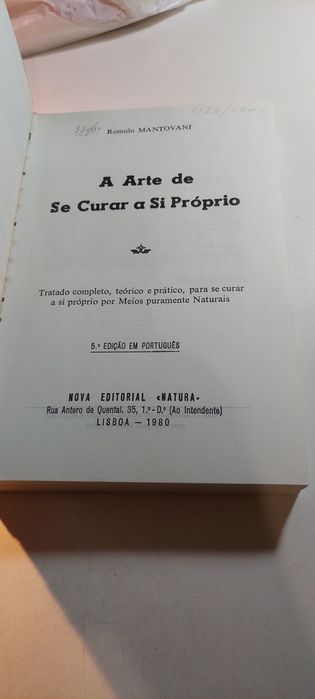 Romolo MANTOVANI
A Arte de
Se Curar a Si Próprio
Tratado completo, teórico e prático, para se curar
a si próprio por Meios puramente Naturais
5.ª EDIÇÃO EM PORTUGUÊS
NOVA EDITORIAL «NATURA»
Rua Antero de Quental, 35, 1.º-D.º (Ao Intendente)
LISBOA — 1980